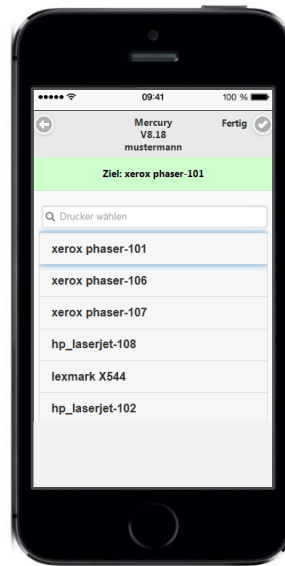 09:41
100 %
Mercury
V8.18
mustermann
Fertig
Ziel: xerox phaser-101
Drucker wählen
xerox phaser-101
xerox phaser-106
xerox phaser-107
hp_laserjet-108
lexmark X544
hp_laserjet-102